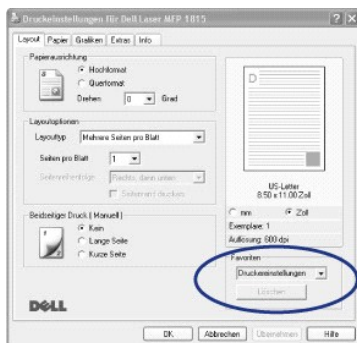 Druckeinstellungen für Dell Laser MFP 1815
Layout Papier Grafiken Extras Info
Papierausrichtung
Hochformat
Querformat
Drehen 0 Grad
Layoutoptionen
Layouttyp Mehrere Seiten pro Blatt
Seiten pro Blatt 1
Seitenreihenfolge Rechts, dann unten
Seitenrand drucken
Beidseitiger Druck ( Manuell )
Kein
Lange Seite
Kurze Seite
D
US-Letter
8.50 x 11.00 Zoll
mm Zoll
Exemplare: 1
Auflösung: 600 dpi
Favoriten
Druckereinstellungen
Löschen
DELL
OK Abbrechen Übernehmen Hilfe